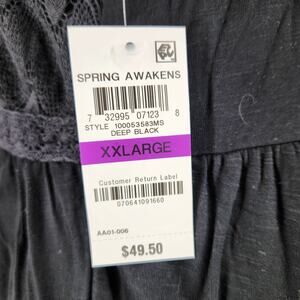 SPRING AWAKENS
7 32995 07123 8
STYLE 100053583MS
DEEP BLACK
XXLARGE
Customer Return Label
070641091660
AA01-006
$49.50